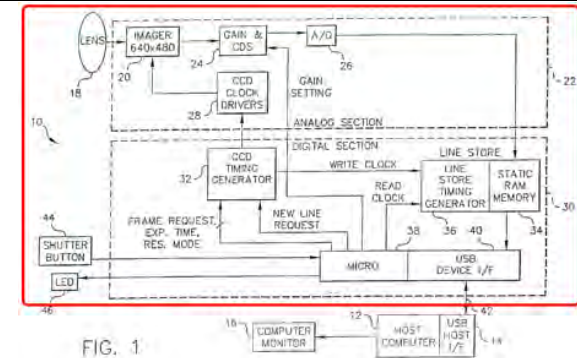 LENS
IMAGER
640x480
GAIN &
CDS
A/D
20
24
26
18
CCD
CLOCK
DRIVERS
28
GAIN
SETTING
22
ANALOG SECTION
10
DIGITAL SECTION
CCD
TIMING
GENERATOR
32
WRITE CLOCK
LINE STORE
LINE
STORE
TIMING
GENERATOR
STATIC
RAM
MEMORY
30
READ
CLOCK
36
34
44
FRAME REQUEST,
EXP. TIME,
RES. MODE
NEW LINE
REQUEST
38
40
SHUTTER
BUTTON
MICRO
USB
DEVICE I/F
LED
46
42
12
16
COMPUTER
MONITOR
HOST
COMPUTER
USB
HOST
I/F
14
FIG. 1